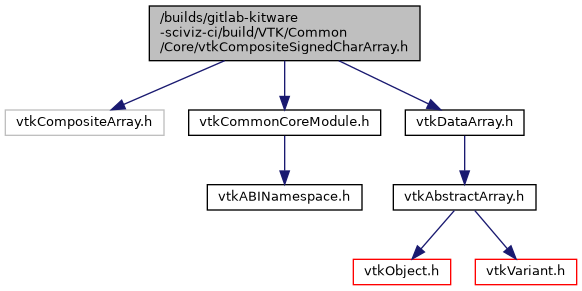 /builds/gitlab-kitware
-sciviz-ci/build/VTK/Common
/Core/vtkCompositeSignedCharArray.h
vtkCompositeArray.h
vtkCommonCoreModule.h
vtkDataArray.h
vtkABINamespace.h
vtkAbstractArray.h
vtkObject.h
vtkVariant.h